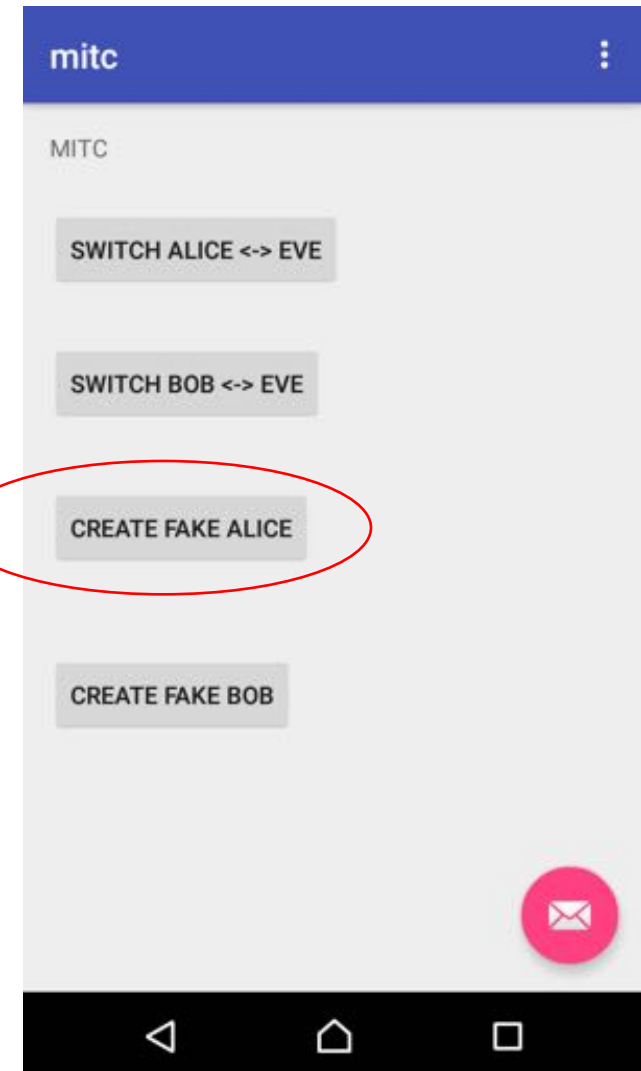 mitc
MITC
SWITCH ALICE <-> EVE
SWITCH BOB <-> EVE
CREATE FAKE ALICE
CREATE FAKE BOB